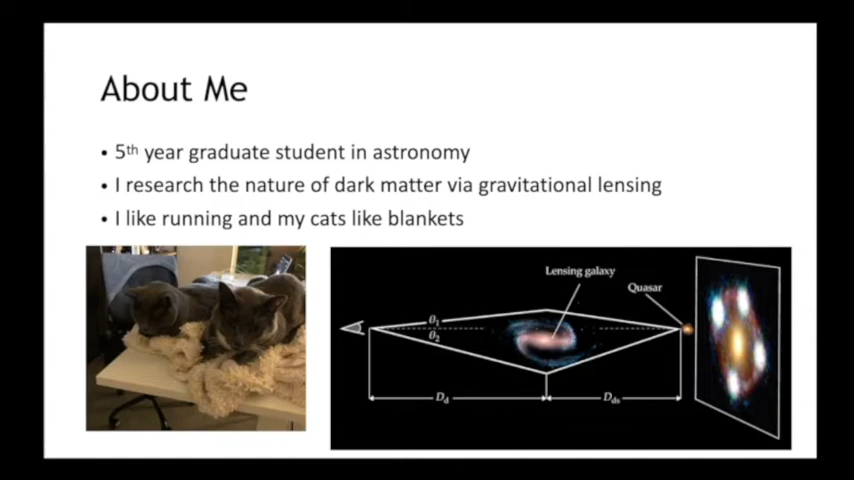 About Me
• 5th year graduate student in astronomy
• I research the nature of dark matter via gravitational lensing
• I like running and my cats like blankets
Lensing galaxy
Quasar
θ1
θ2
Dd
Dds